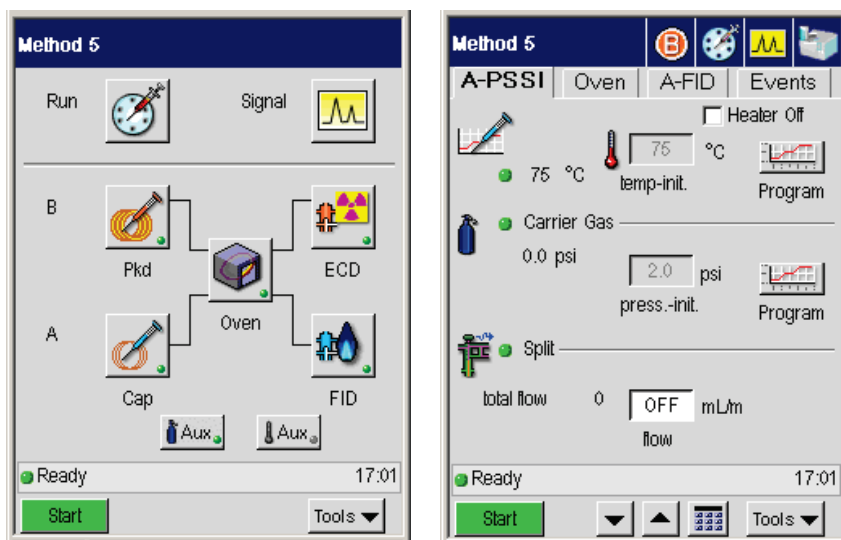 Method 5
Run
Signal
B
Pkd
ECD
Oven
A
Cap
FID
Aux
Aux
Ready 17:01
Start Tools
Method 5 B
A-PSSI Oven A-FID Events
Heater Off
75 °C
75 °C
temp-init.
Program
Carrier Gas
0.0 psi
2.0 psi
press.-init.
Program
Split
total flow 0 OFF mL/m
flow
Ready 17:01
Start Tools